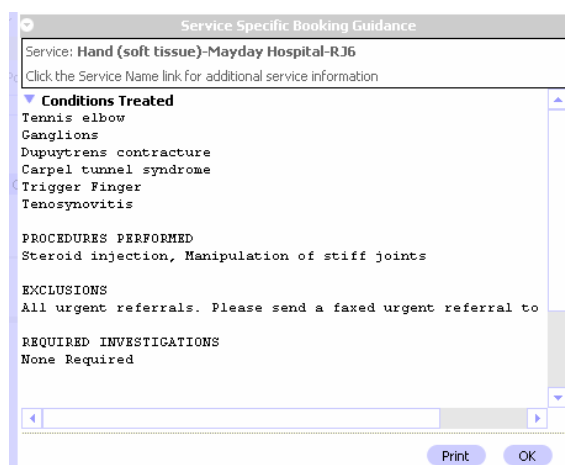 Service Specific Booking Guidance
Service: Hand (soft tissue)-Mayday Hospital-RJ6
Click the Service Name link for additional service information
Conditions Treated
Tennis elbow
Ganglions
Dupuytrens contracture
Carpel tunnel syndrome
Trigger Finger
Tenosynovitis
PROCEDURES PERFORMED
Steroid injection, Manipulation of stiff joints
EXCLUSIONS
All urgent referrals. Please send a faxed urgent referral to
REQUIRED INVESTIGATIONS
None Required
Print OK